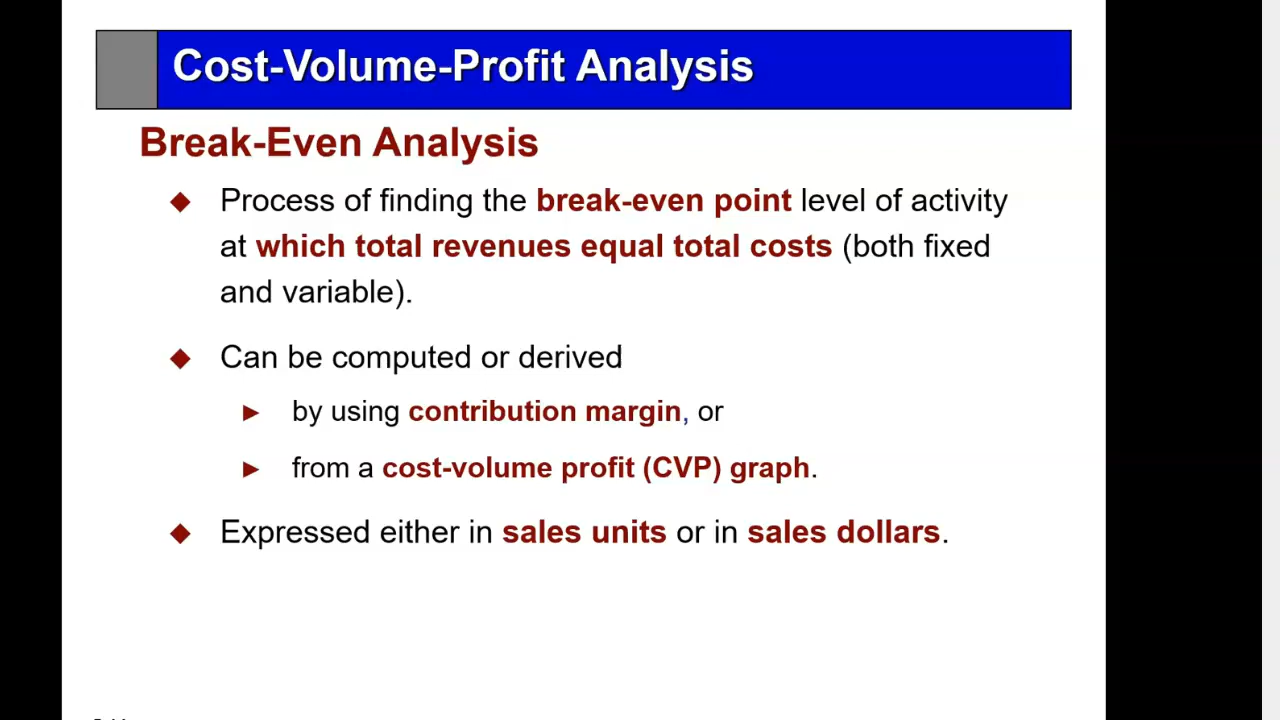 Cost-Volume-Profit Analysis
Break-Even Analysis
Process of finding the break-even point level of activity
at which total revenues equal total costs (both fixed
and variable).
Can be computed or derived
by using contribution margin, or
from a cost-volume profit (CVP) graph.
Expressed either in sales units or in sales dollars.